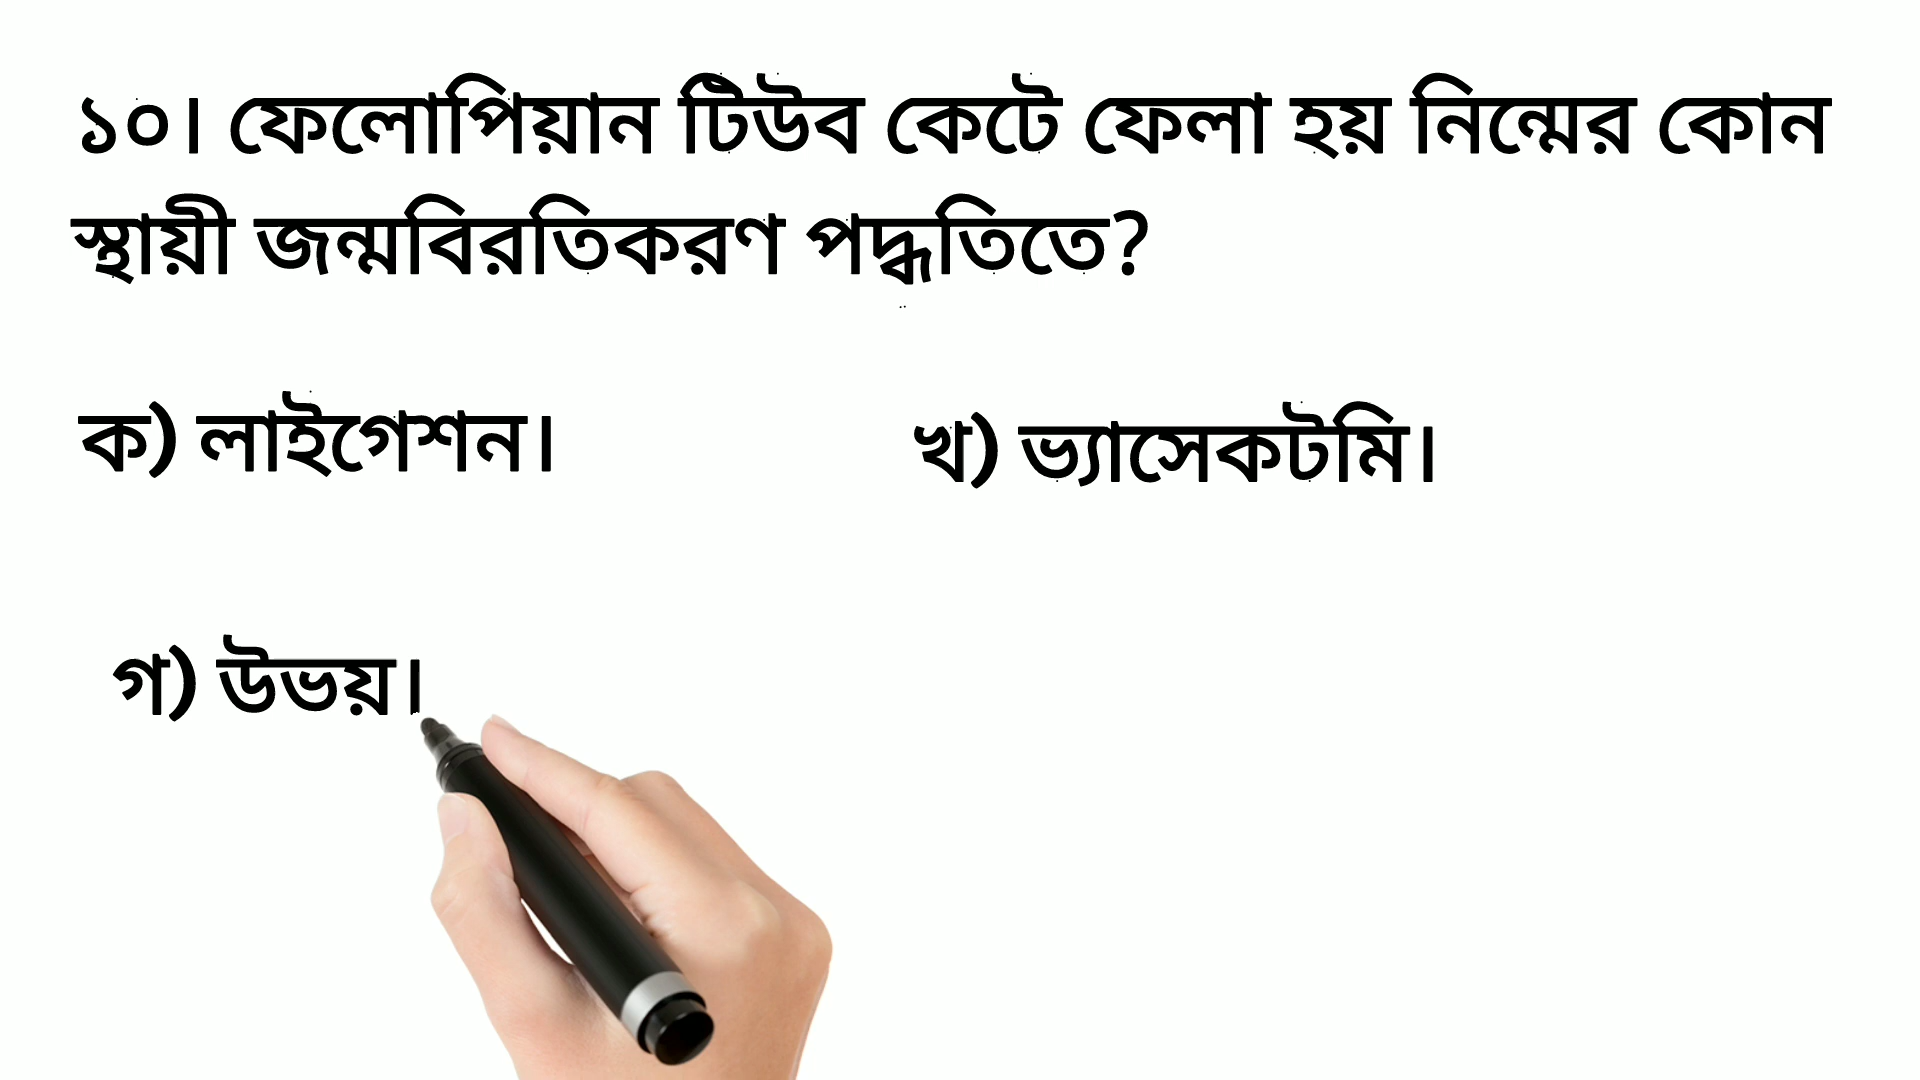 ১০। ফেলোপিয়ান টিউব কেটে ফেলা হয় নিন্মের কোন
স্থায়ী জন্মবিরতিকরণ পদ্ধতিতে?
ক) লাইগেশন।
খ) ভ্যাসেকটমি।
গ) উভয়।